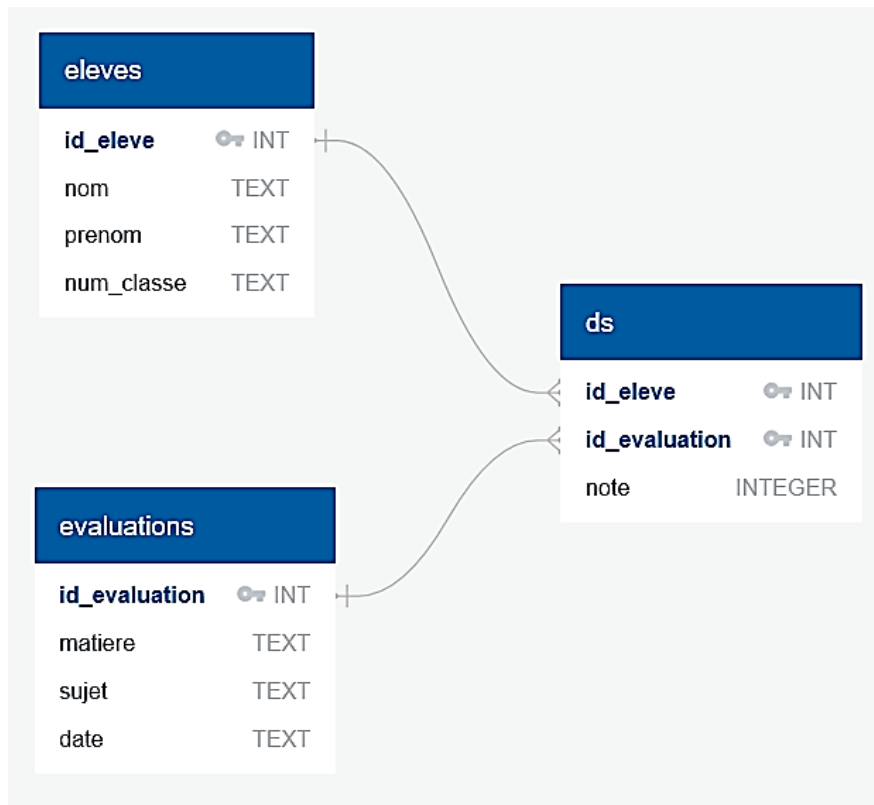 eleves
id_eleve INT
nom TEXT
prenom TEXT
num_classe TEXT
ds
id_eleve INT
id_evaluation INT
note INTEGER
evaluations
id_evaluation INT
matiere TEXT
sujet TEXT
date TEXT